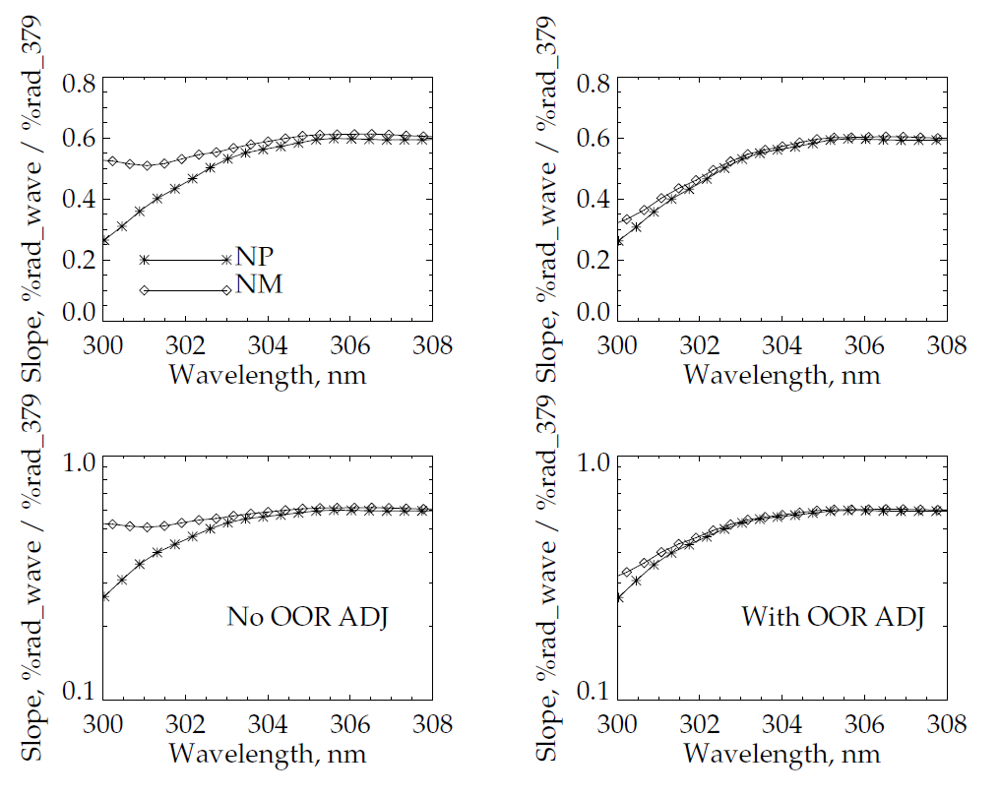 Slope, %rad_wave / %rad_379
0.8
0.6
0.4
0.2
0.0
NP
NM
300 302 304 306 308
Wavelength, nm
Slope, %rad_wave / %rad_379
0.8
0.6
0.4
0.2
0.0
300 302 304 306 308
Wavelength, nm
Slope, %rad_wave / %rad_379
1.0
No OOR ADJ
0.1
300 302 304 306 308
Wavelength, nm
Slope, %rad_wave / %rad_379
1.0
With OOR ADJ
0.1
300 302 304 306 308
Wavelength, nm